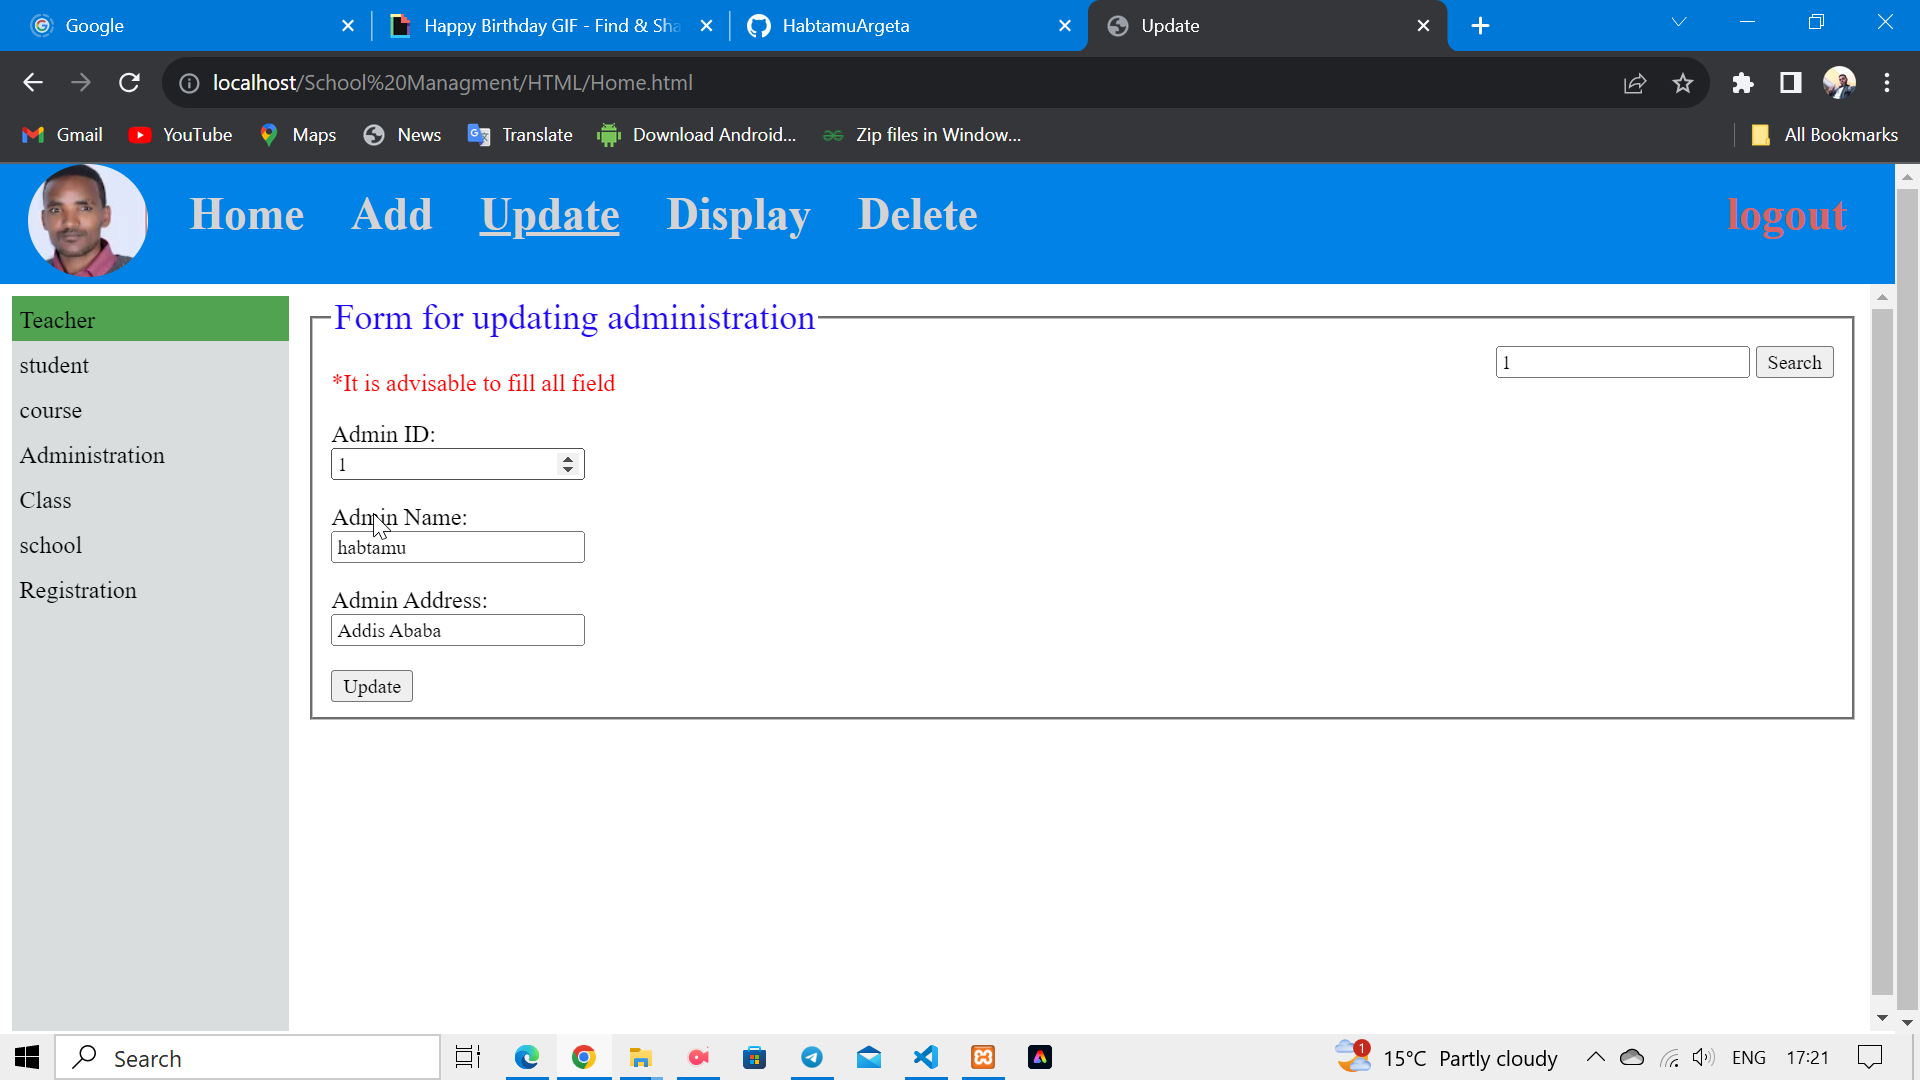 Google
Happy Birthday GIF - Find & Sha
HabtamuArgeta
Update
localhost/School%20Managment/HTML/Home.html
Gmail YouTube Maps News Translate Download Android... Zip files in Window... All Bookmarks
Home Add Update Display Delete logout
Teacher
student
course
Administration
Class
school
Registration
Form for updating administration
1 Search
*It is advisable to fill all field
Admin ID:
1
Admin Name:
habtamu
Admin Address:
Addis Ababa
Update
Search
1
15°C Partly cloudy ENG 17:21